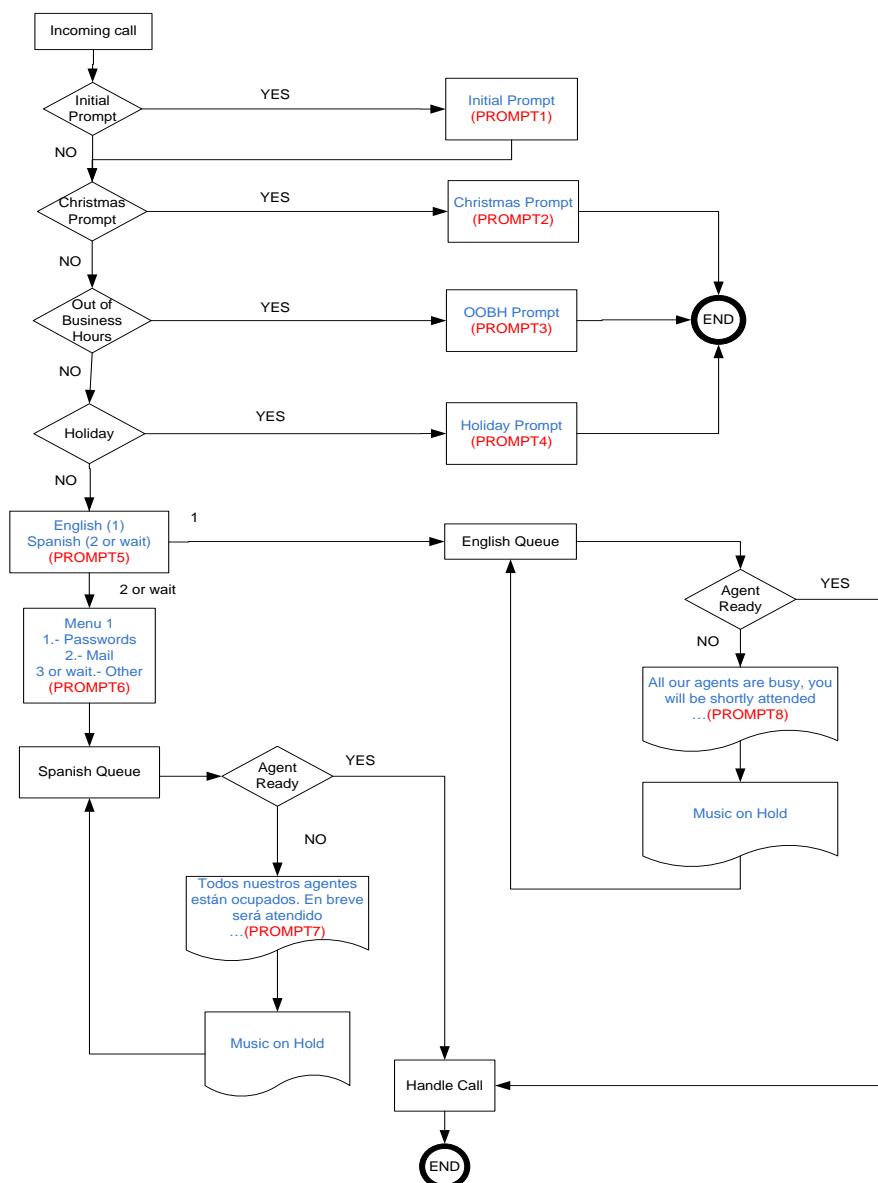 Incoming call
Initial
Prompt
YES
Initial Prompt
(PROMPT1)
NO
Christmas
Prompt
YES
Christmas Prompt
(PROMPT2)
NO
Out of
Business
Hours
YES
OOBH Prompt
(PROMPT3)
END
NO
Holiday
YES
Holiday Prompt
(PROMPT4)
NO
English (1)
Spanish (2 or wait)
(PROMPT5)
1
English Queue
Agent
Ready
YES
NO
All our agents are busy, you
will be shortly attended
…(PROMPT8)
Music on Hold
2 or wait
Menu 1
1.- Passwords
2.- Mail
3 or wait.- Other
(PROMPT6)
Spanish Queue
Agent
Ready
YES
NO
Todos nuestros agentes
están ocupados. En breve
será atendido
…(PROMPT7)
Music on Hold
Handle Call
END